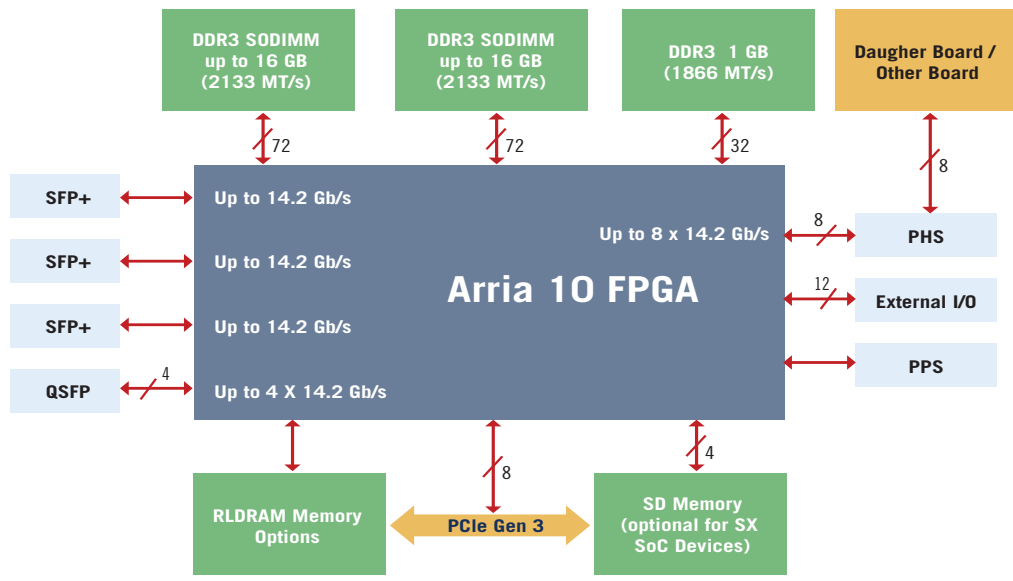 DDR3 SODIMM
up to 16 GB
(2133 MT/s)
DDR3 SODIMM
up to 16 GB
(2133 MT/s)
DDR3 1 GB
(1866 MT/s)
Daugher Board /
Other Board
72
72
32
8
SFP+
Up to 14.2 Gb/s
SFP+
Up to 14.2 Gb/s
SFP+
Up to 14.2 Gb/s
QSFP
4
Up to 4 X 14.2 Gb/s
Arria 10 FPGA
Up to 8 x 14.2 Gb/s
8
PHS
12
External I/O
PPS
8
4
RLDRAM Memory
Options
PCIe Gen 3
SD Memory
(optional for SX
SoC Devices)